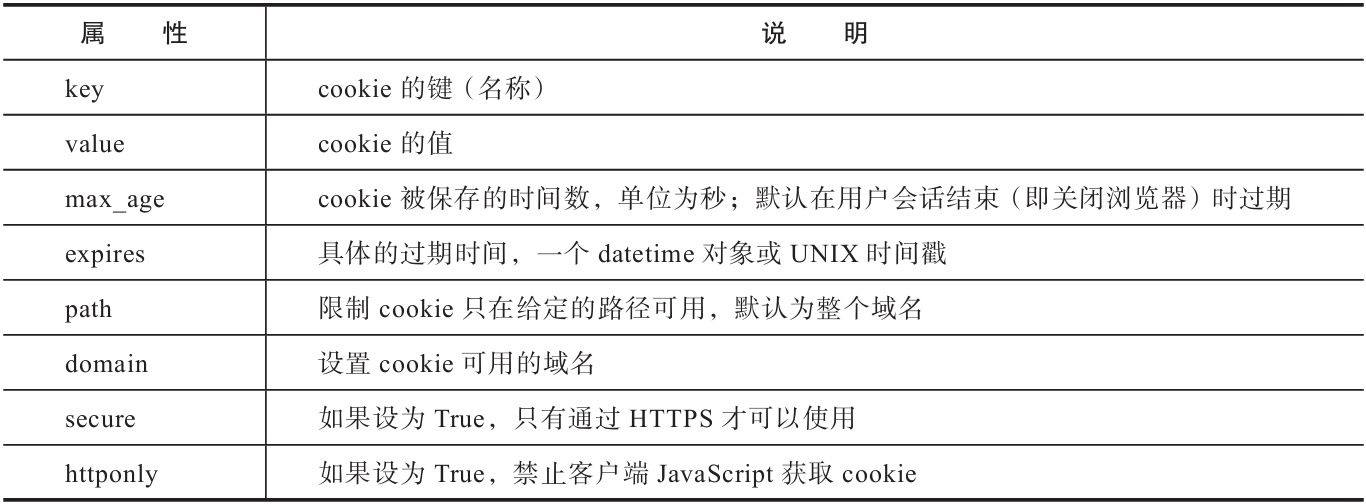 属 性 说 明
key cookie 的键（名称）
value cookie 的值
max_age cookie 被保存的时间数，单位为秒；默认在用户会话结束（即关闭浏览器）时过期
expires 具体的过期时间，一个 datetime 对象或 UNIX 时间戳
path 限制 cookie 只在给定的路径可用，默认为整个域名
domain 设置 cookie 可用的域名
secure 如果设为 True，只有通过 HTTPS 才可以使用
httponly 如果设为 True，禁止客户端 JavaScript 获取 cookie